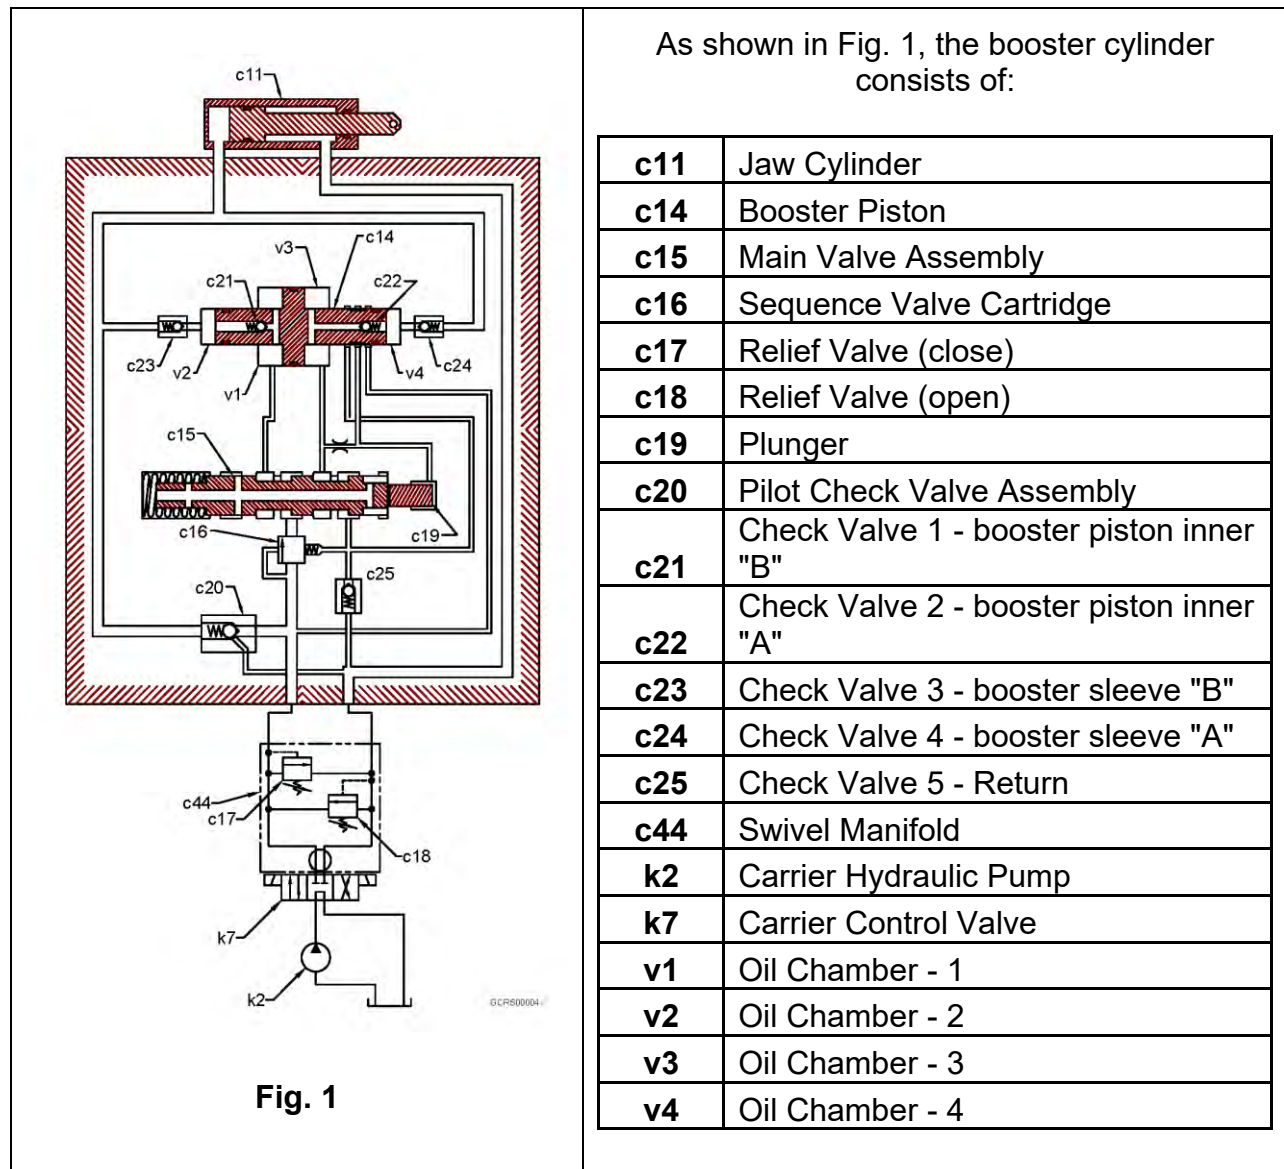 c11
v3
c14
c21
c22
c23
v2
v1
v4
c24
c15
c16
c19
c25
c20
c44
c17
c18
k7
k2
Fig. 1
As shown in Fig. 1, the booster cylinder
consists of:
c11 Jaw Cylinder
c14 Booster Piston
c15 Main Valve Assembly
c16 Sequence Valve Cartridge
c17 Relief Valve (close)
c18 Relief Valve (open)
c19 Plunger
c20 Pilot Check Valve Assembly
c21 Check Valve 1 - booster piston inner
"B"
c22 Check Valve 2 - booster piston inner
"A"
c23 Check Valve 3 - booster sleeve "B"
c24 Check Valve 4 - booster sleeve "A"
c25 Check Valve 5 - Return
c44 Swivel Manifold
k2 Carrier Hydraulic Pump
k7 Carrier Control Valve
v1 Oil Chamber - 1
v2 Oil Chamber - 2
v3 Oil Chamber - 3
v4 Oil Chamber - 4